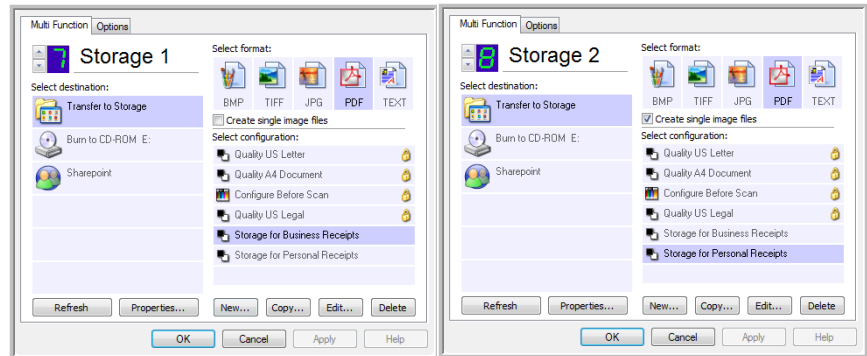 Multi Function Options
7 Storage 1
Select format:
BMP TIFF JPG PDF TEXT
Select destination:
Transfer to Storage
Burn to CD-ROM E:
Sharepoint
Create single image files
Select configuration:
Quality US Letter
Quality A4 Document
Configure Before Scan
Quality US Legal
Storage for Business Receipts
Storage for Personal Receipts
Refresh Properties... New... Copy... Edit... Delete
OK Cancel Apply Help
Multi Function Options
8 Storage 2
Select format:
BMP TIFF JPG PDF TEXT
Select destination:
Transfer to Storage
Burn to CD-ROM E:
Sharepoint
Create single image files
Select configuration:
Quality US Letter
Quality A4 Document
Configure Before Scan
Quality US Legal
Storage for Business Receipts
Storage for Personal Receipts
Refresh Properties... New... Copy... Edit... Delete
OK Cancel Apply Help